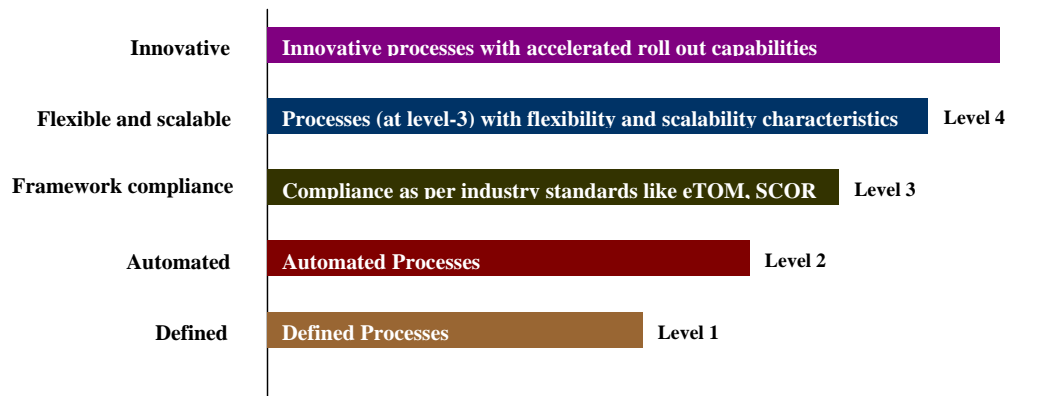 Innovative
Innovative processes with accelerated roll out capabilities
Flexible and scalable
Processes (at level-3) with flexibility and scalability characteristics
Level 4
Framework compliance
Compliance as per industry standards like eTOM, SCOR
Level 3
Automated
Automated Processes
Level 2
Defined
Defined Processes
Level 1